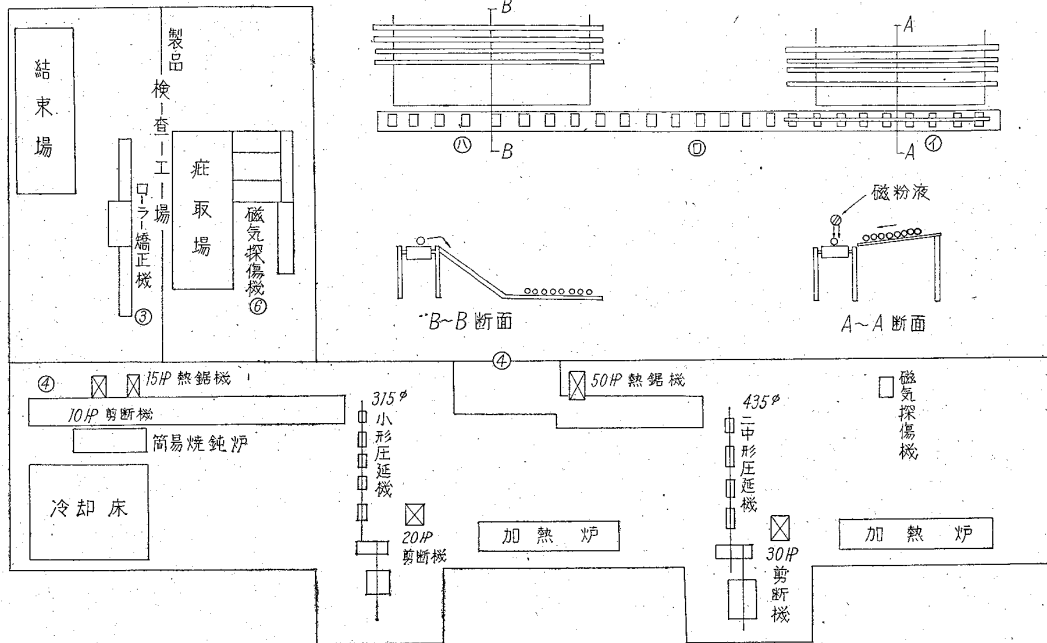 結束場
製品検査工場
ローラー矯正機
③
疵取場
磁気探傷機
⑥
B
B
ハ
ロ
A
A
イ
B~B 断面
磁粉液
A~A 断面
④
④
15HP 熱鋸機
10HP 剪断機
簡易焼鈍炉
冷却床
315φ
小形圧延機
20HP
剪断機
加熱炉
50HP 熱鋸機
435φ
二中形圧延機
30HP
剪断機
磁気探傷機
加熱炉